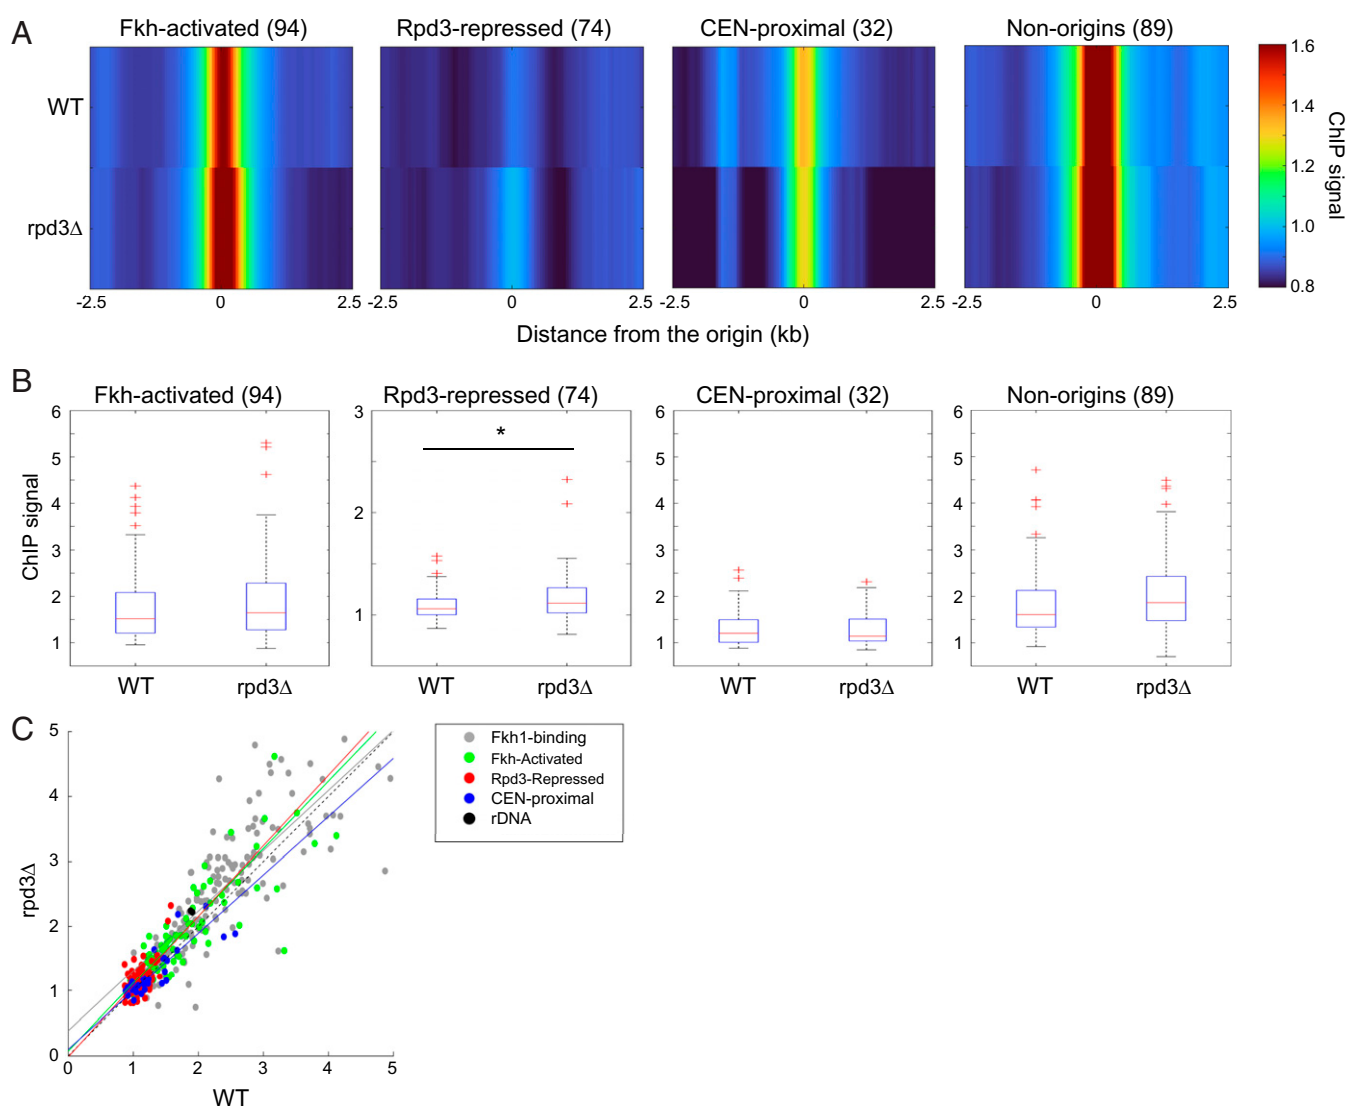 A
Fkh-activated (94)
Rpd3-repressed (74)
CEN-proximal (32)
Non-origins (89)
WT
rpd3Δ
-2.5 0 2.5
-2.5 0 2.5
-2.5 0 2.5
-2.5 0 2.5
Distance from the origin (kb)
1.6
1.4
1.2
1.0
0.8
ChIP signal
B
Fkh-activated (94)
Rpd3-repressed (74)
CEN-proximal (32)
Non-origins (89)
ChIP signal
6
5
4
3
2
1
WT rpd3Δ
3
2
1
*
WT rpd3Δ
6
5
4
3
2
1
WT rpd3Δ
6
5
4
3
2
1
WT rpd3Δ
C
rpd3Δ
5
4
3
2
1
0
0 1 2 3 4 5
WT
Fkh1-binding
Fkh-Activated
Rpd3-Repressed
CEN-proximal
rDNA